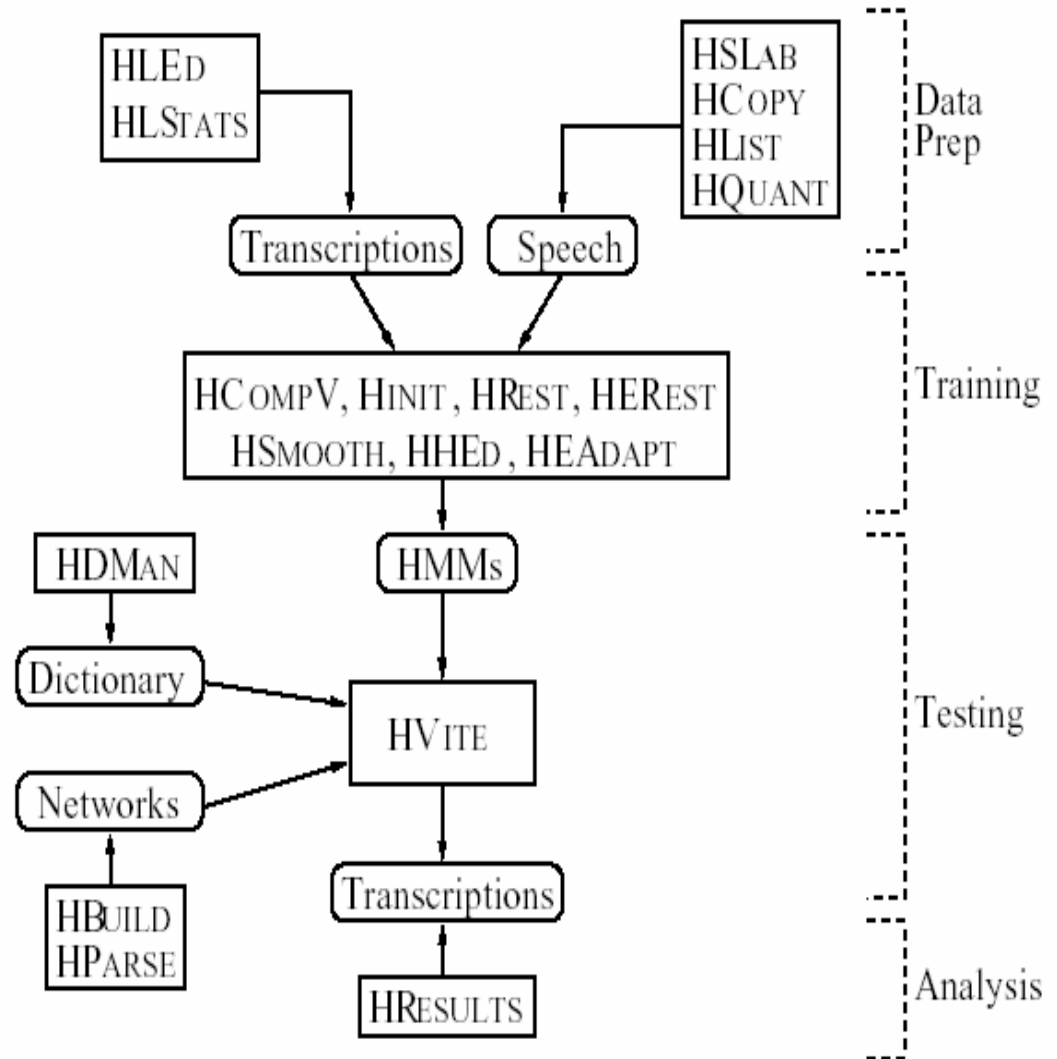 HLED
HLSTATS
HSLAB
HCOPY
HLIST
HQUANT
Data
Prep
Transcriptions
Speech
HCOMPV, HINIT, HREST, HEREST
HSMOOTH, HHED, HEADAPT
Training
HDMAN
HMMs
Dictionary
HVITE
Testing
Networks
Transcriptions
HBUILD
HPARSE
HRESULTS
Analysis